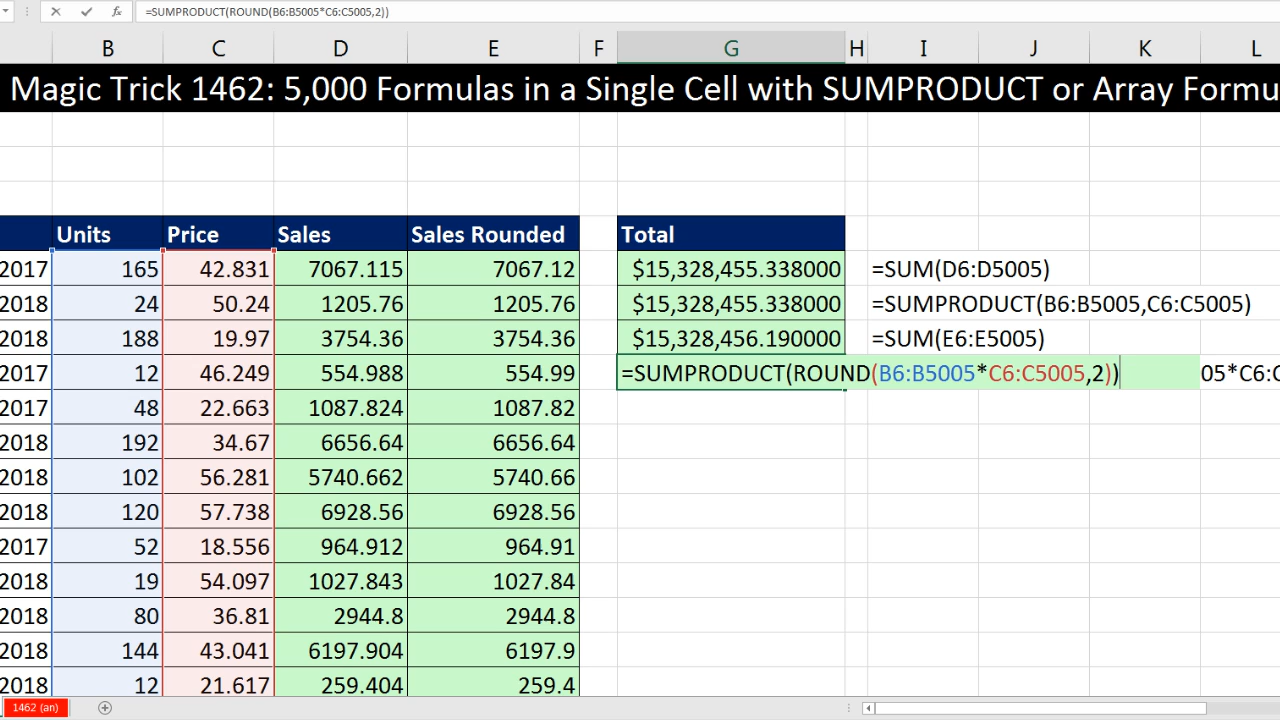 =SUMPRODUCT(ROUND(B6:B5005*C6:C5005,2))
B C D E F G H I J K L
Magic Trick 1462: 5,000 Formulas in a Single Cell with SUMPRODUCT or Array Formu
Units Price Sales Sales Rounded Total
2017 165 42.831 7067.115 7067.12 $15,328,455.338000 =SUM(D6:D5005)
2018 24 50.24 1205.76 1205.76 $15,328,455.338000 =SUMPRODUCT(B6:B5005,C6:C5005)
2018 188 19.97 3754.36 3754.36 $15,328,456.190000 =SUM(E6:E5005)
2017 12 46.249 554.988 554.99 =SUMPRODUCT(ROUND(B6:B5005*C6:C5005,2)) 05*C6:C
2017 48 22.663 1087.824 1087.82
2018 192 34.67 6656.64 6656.64
2018 102 56.281 5740.662 5740.66
2018 120 57.738 6928.56 6928.56
2017 52 18.556 964.912 964.91
2018 19 54.097 1027.843 1027.84
2018 80 36.81 2944.8 2944.8
2018 144 43.041 6197.904 6197.9
2018 12 21.617 259.404 259.4
1462 (an)